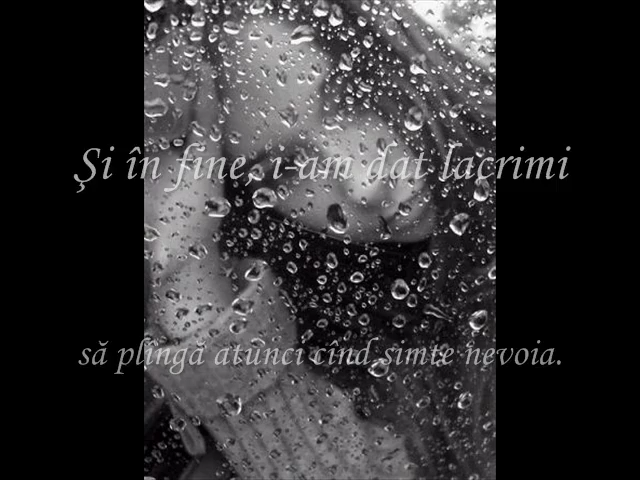 Şi în fine, i-am dat lacrimi
să plîngă atunci cînd simte nevoia.